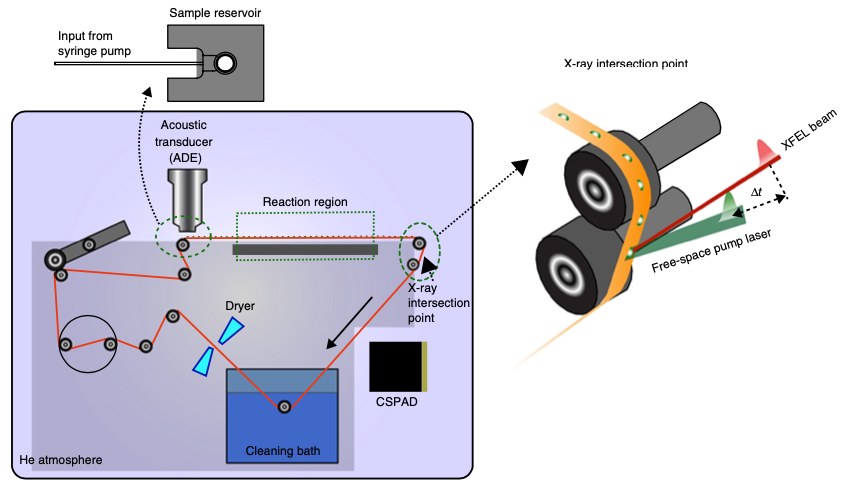 Sample reservoir
Input from
syringe pump
X-ray intersection point
Acoustic
transducer
(ADE)
XFEL beam
Reaction region
Δt
Free-space pump laser
X-ray
intersection
point
Dryer
CSPAD
Cleaning bath
He atmosphere